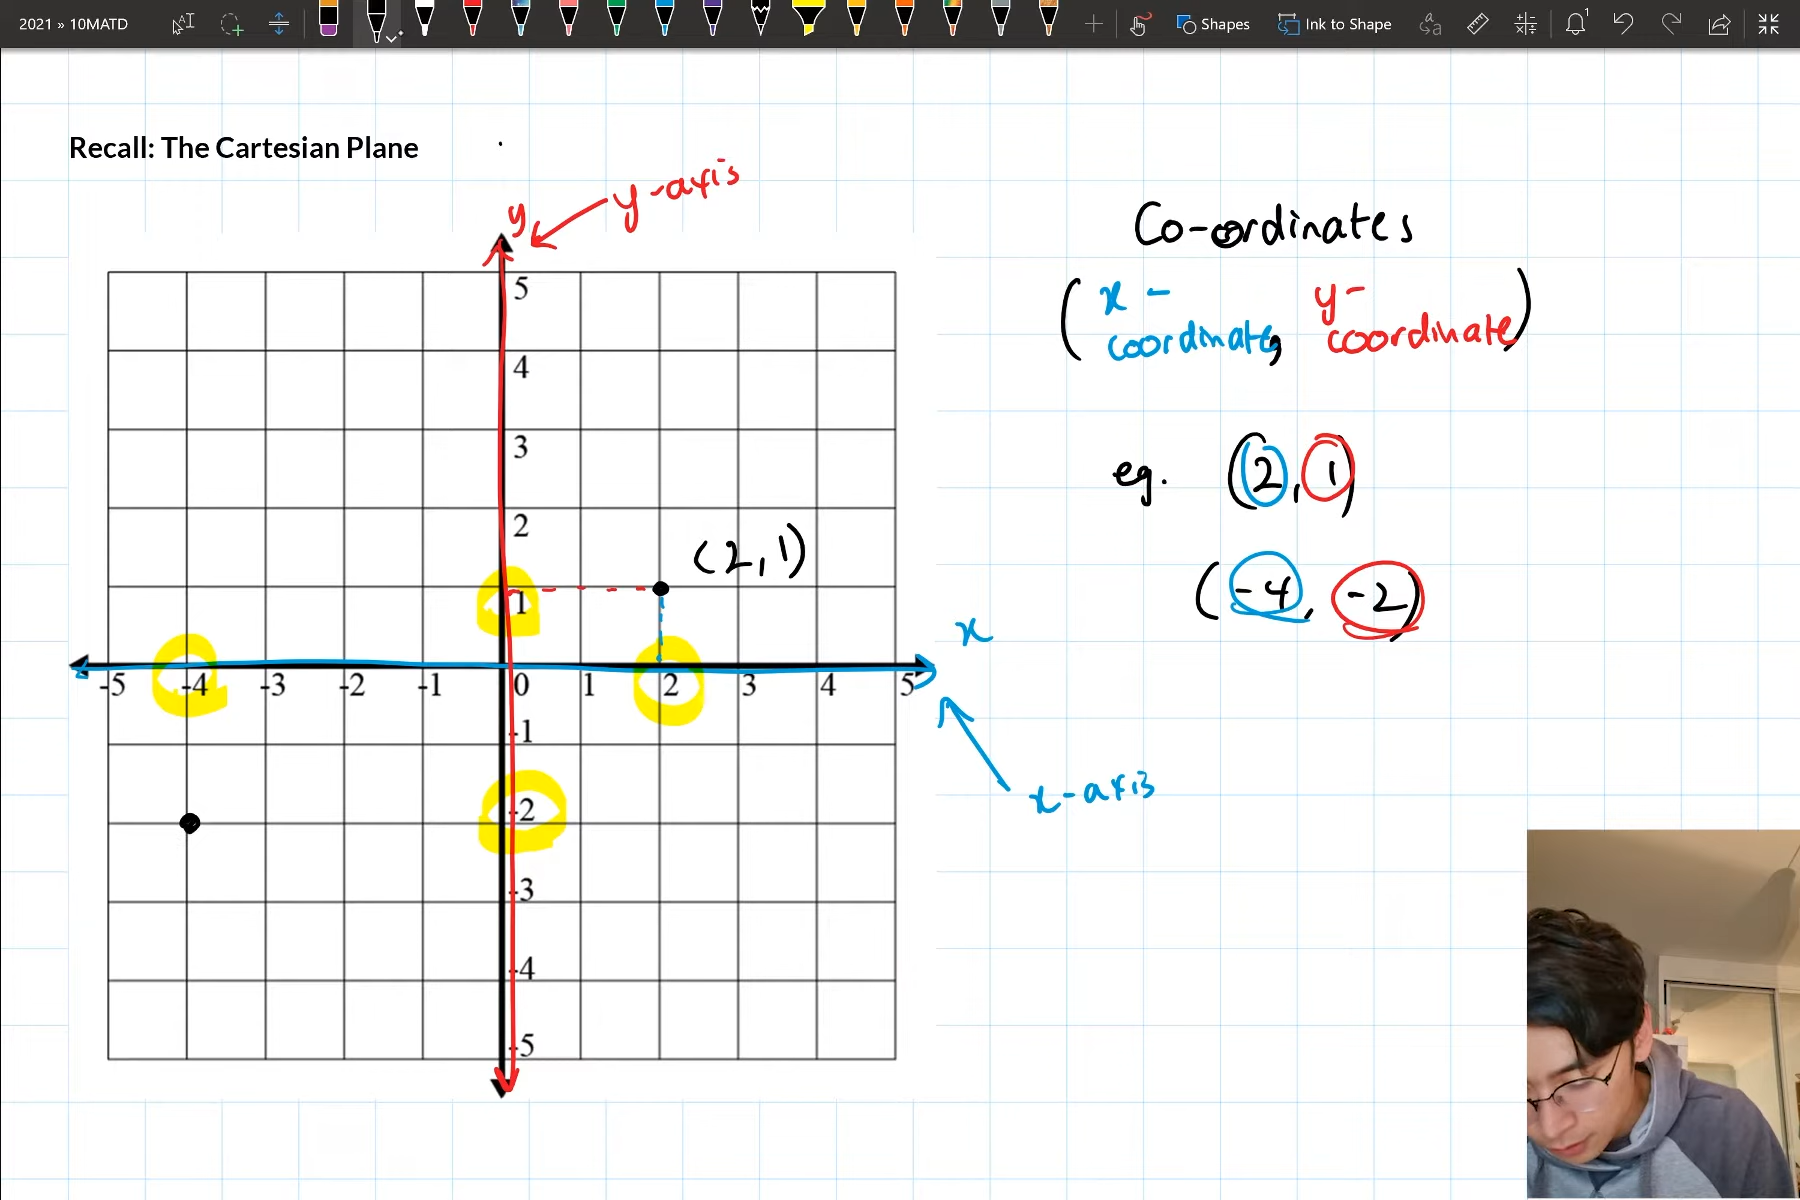 2021 » 10MATD
Shapes
Ink to Shape
1
Recall: The Cartesian Plane
y-axis
y
Co-ordinates
(x- coordinate, y- coordinate)
5
4
3
eg. (2, 1)
2
(2, 1)
(-4, -2)
1
x
-5 -4 -3 -2 -1 0 1 2 3 4 5
-1
x-axis
-2
-3
-4
-5